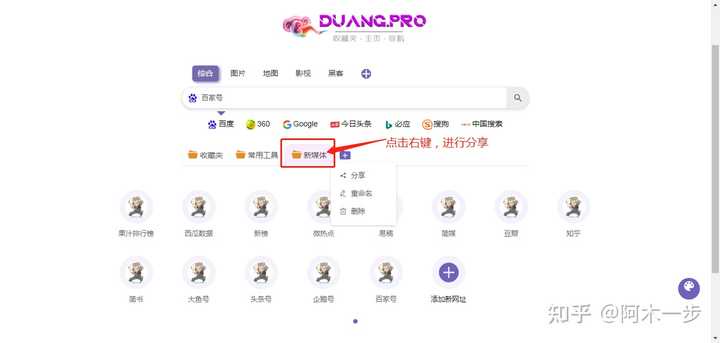 DUANG.PRO
收藏夹 · 主页 · 导航
综合 图片 地图 影视 黑客
百家号
百度 360 Google 今日头条 必应 搜狗 中国搜索
点击右键，进行分享
收藏夹 常用工具 新媒体
分享
重命名
删除
果汁排行榜 西瓜数据 新榜 微热点 易稿 简媒 豆瓣 知乎
简书 大鱼号 头条号 企鹅号 百家号 添加新网址
知乎 @阿木一步